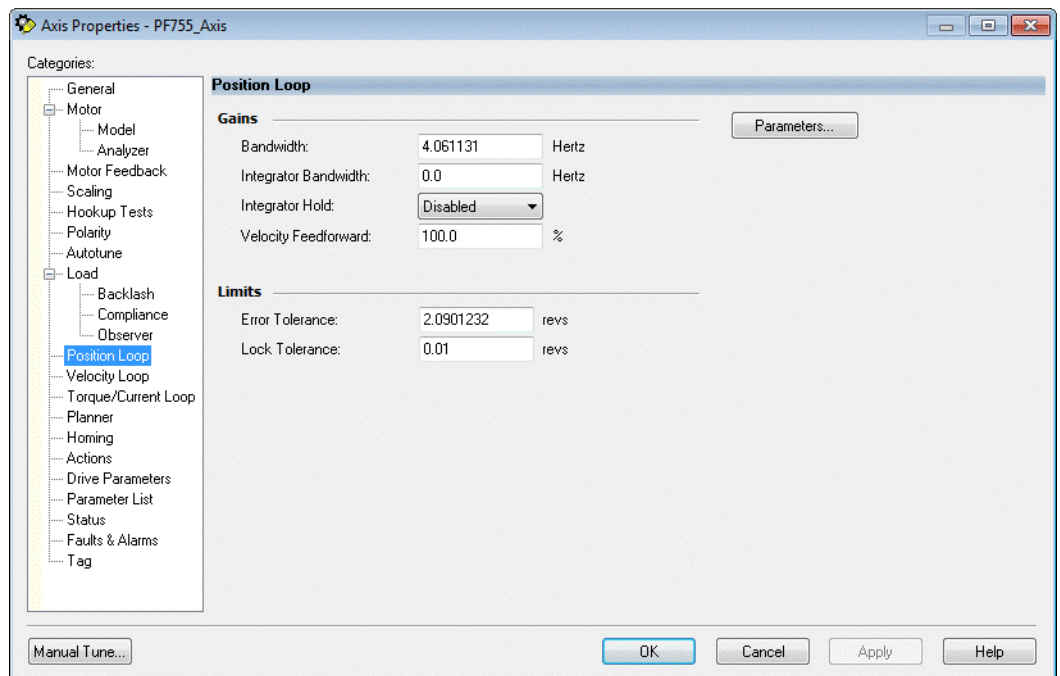 Axis Properties - PF755_Axis
Categories:
General
Motor
Model
Analyzer
Motor Feedback
Scaling
Hookup Tests
Polarity
Autotune
Load
Backlash
Compliance
Observer
Position Loop
Velocity Loop
Torque/Current Loop
Planner
Homing
Actions
Drive Parameters
Parameter List
Status
Faults & Alarms
Tag
Position Loop
Gains
Parameters...
Bandwidth: 4.061131 Hertz
Integrator Bandwidth: 0.0 Hertz
Integrator Hold: Disabled
Velocity Feedforward: 100.0 %
Limits
Error Tolerance: 2.0901232 revs
Lock Tolerance: 0.01 revs
Manual Tune... OK Cancel Apply Help